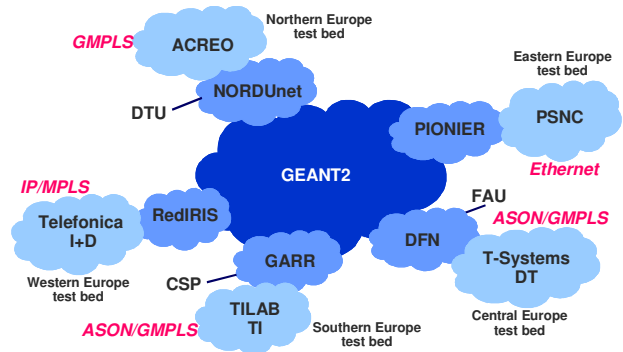 Northern Europe
test bed
GMPLS
ACREO
Eastern Europe
test bed
NORDUnet
DTU
PIONIER
PSNC
GEANT2
Ethernet
IP/MPLS
FAU
RedIRIS
Telefonica
I+D
ASON/GMPLS
DFN
GARR
T-Systems
DT
CSP
Western Europe
test bed
TILAB
TI
Central Europe
test bed
ASON/GMPLS
Southern Europe
test bed